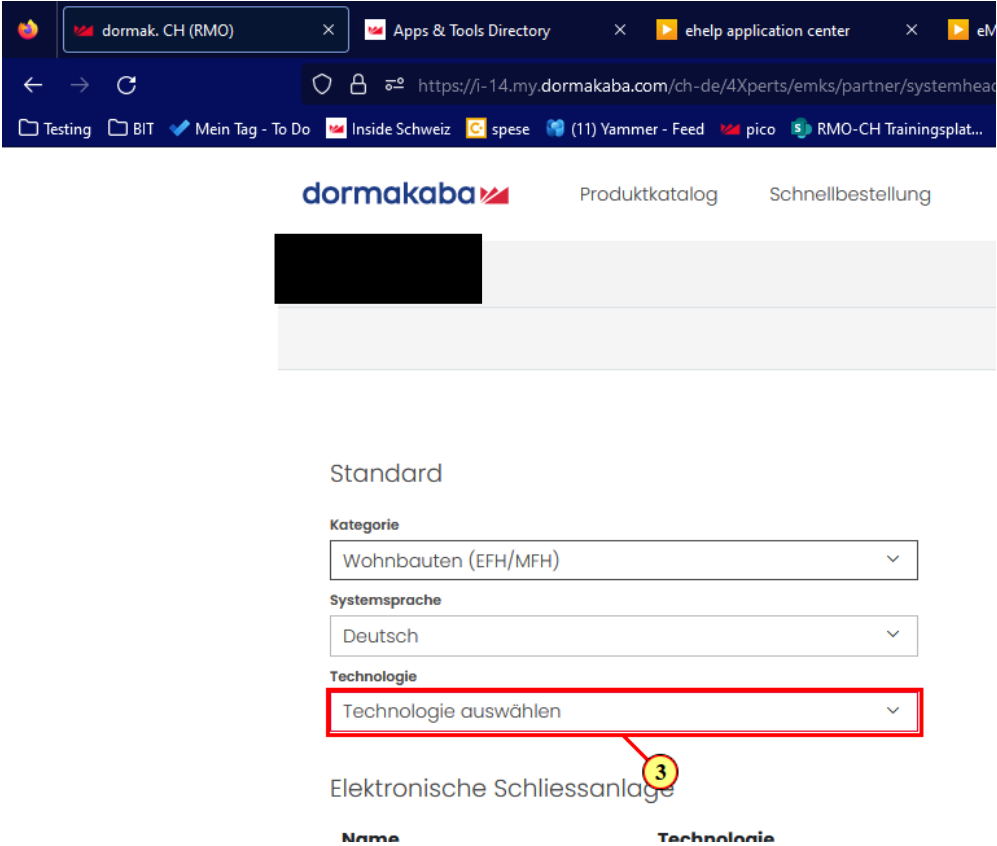 dormak. CH (RMO)
Apps & Tools Directory
ehelp application center
eM
https://i-14.my.dormakaba.com/ch-de/4Xperts/emks/partner/systemhead
Testing BIT Mein Tag - To Do Inside Schweiz spese (11) Yammer - Feed pico RMO-CH Trainingsplat...
dormakaba
Produktkatalog
Schnellbestellung
Standard
Kategorie
Wohnbauten (EFH/MFH)
Systemsprache
Deutsch
Technologie
Technologie auswählen
3
Elektronische Schliessanlage
Name
Technologie